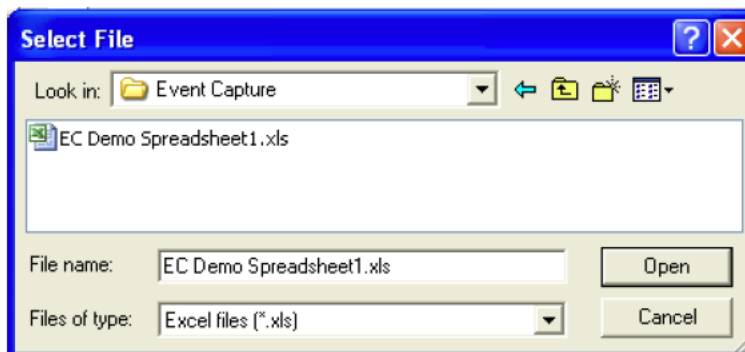 Select File
Look in: Event Capture
EC Demo Spreadsheet1.xls
File name: EC Demo Spreadsheet1.xls Open
Files of type: Excel files (*.xls) Cancel